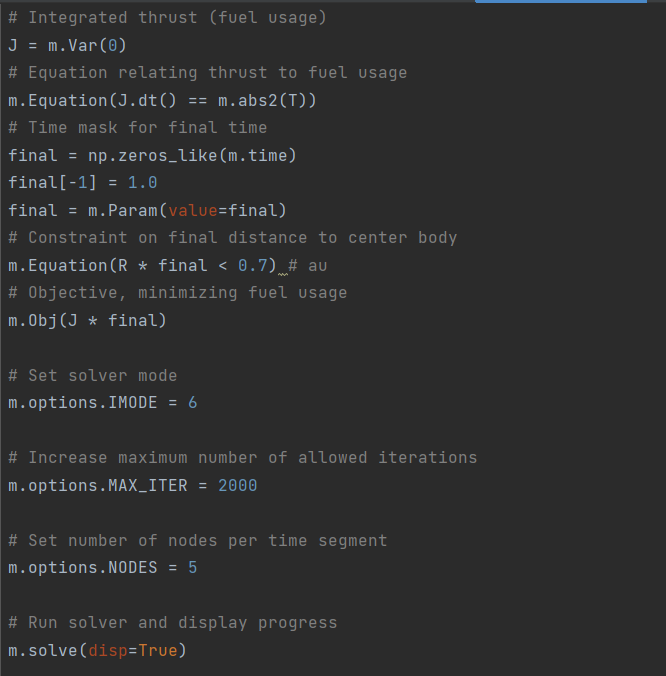 # Integrated thrust (fuel usage)
J = m.Var(0)
# Equation relating thrust to fuel usage
m.Equation(J.dt() == m.abs2(T))
# Time mask for final time
final = np.zeros_like(m.time)
final[-1] = 1.0
final = m.Param(value=final)
# Constraint on final distance to center body
m.Equation(R * final < 0.7) # au
# Objective, minimizing fuel usage
m.Obj(J * final)
# Set solver mode
m.options.IMODE = 6
# Increase maximum number of allowed iterations
m.options.MAX_ITER = 2000
# Set number of nodes per time segment
m.options.NODES = 5
# Run solver and display progress
m.solve(disp=True)